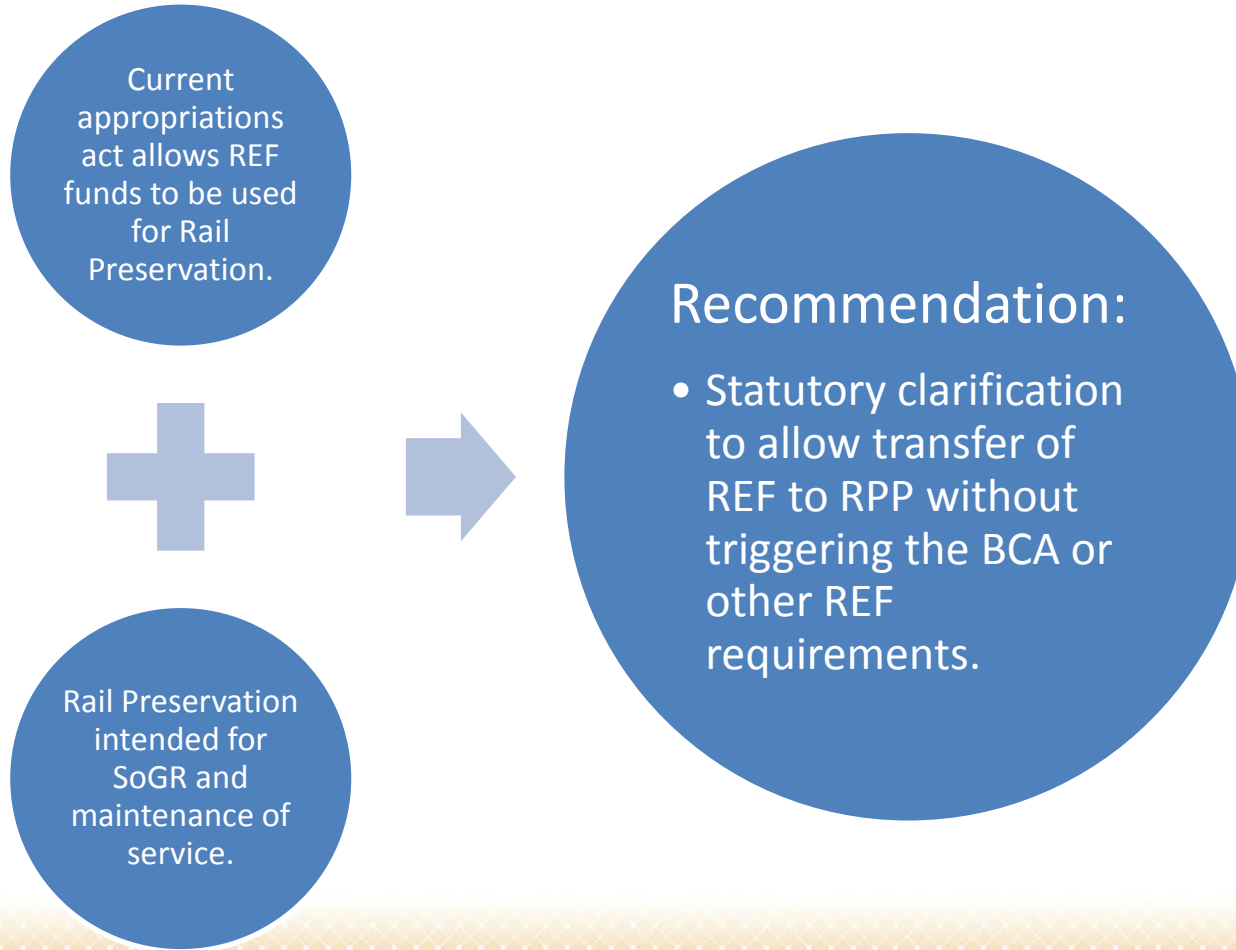 Current
appropriations
act allows REF
funds to be used
for Rail
Preservation.
Rail Preservation
intended for
SoGR and
maintenance of
service.
Recommendation:
• Statutory clarification
to allow transfer of
REF to RPP without
triggering the BCA or
other REF
requirements.